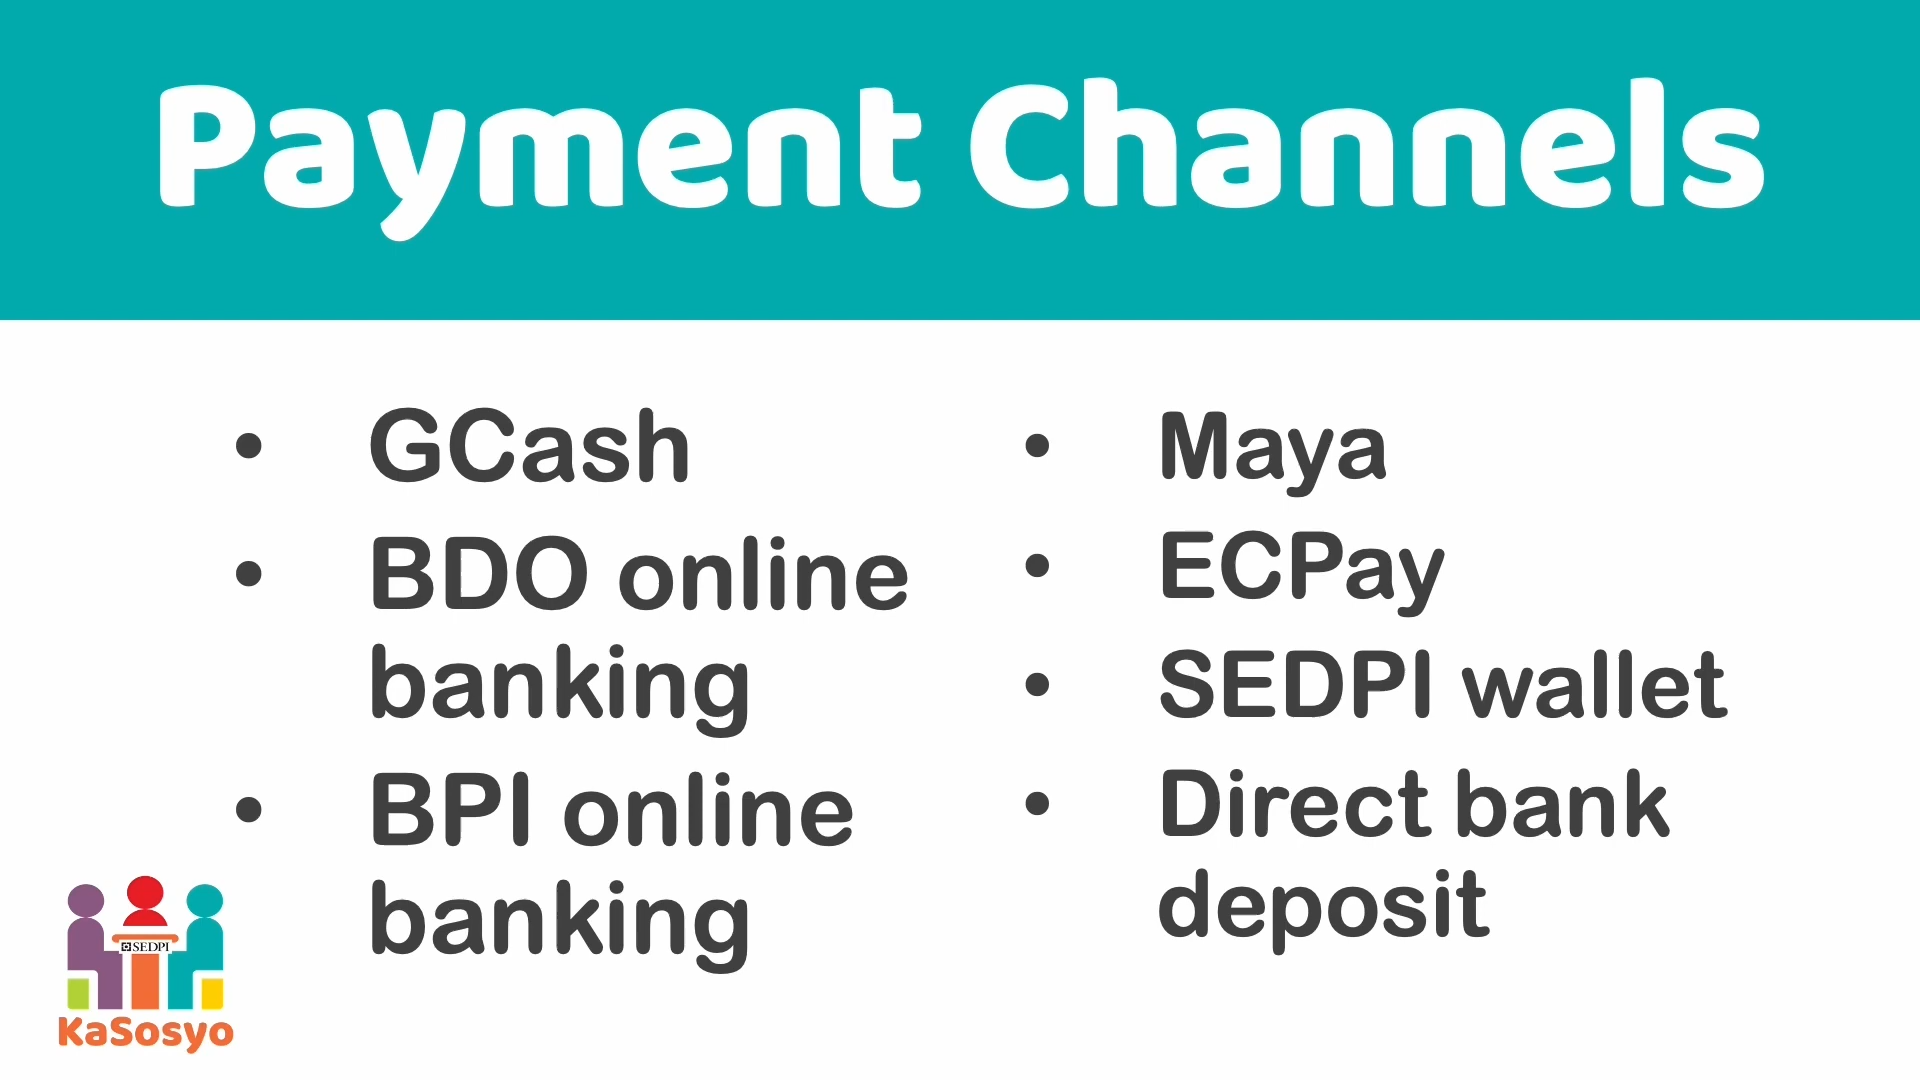 Payment Channels
• GCash
• BDO online
banking
• BPI online
banking
• Maya
• ECPay
• SEDPI wallet
• Direct bank
deposit
SEDPI
KaSosyo